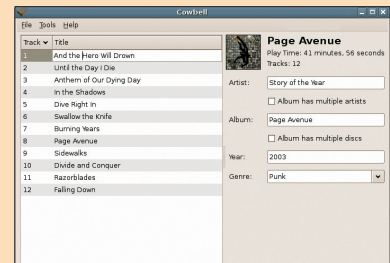 Cowbell
File Tools Help
Track Title
1 And the Hero Will Drown
2 Until the Day I Die
3 Anthem of Our Dying Day
4 In the Shadows
5 Dive Right In
6 Swallow the Knife
7 Burning Years
8 Page Avenue
9 Sidewalks
10 Divide and Conquer
11 Razorblades
12 Falling Down
Page Avenue
Play Time: 41 minutes, 56 seconds
Tracks: 12
Artist: Story of the Year
Album has multiple artists
Album: Page Avenue
Album has multiple discs
Year: 2003
Genre: Punk